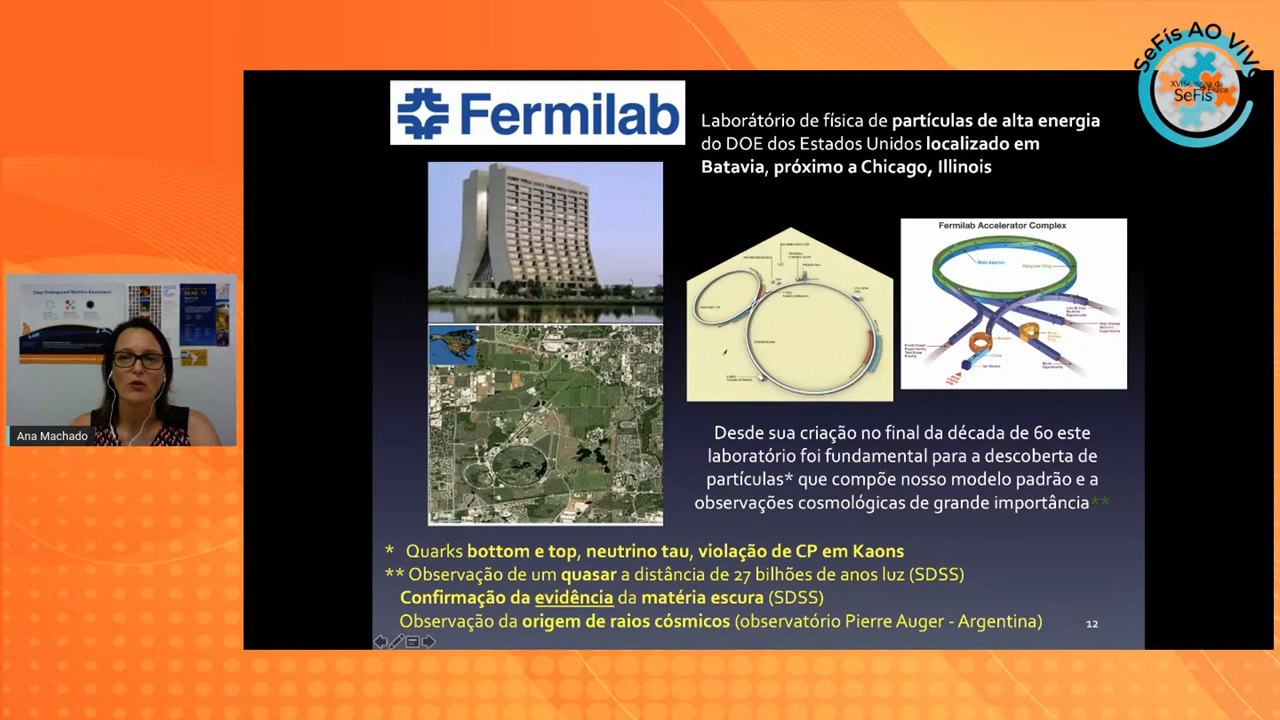 SeFís AO VIVO
XVI Semana da Física
SeFís
Fermilab
Laborátório de física de partículas de alta energia
do DOE dos Estados Unidos localizado em
Batavia, próximo a Chicago, Illinois
Fermilab Accelerator Complex
Main Injector
Recycler Ring
Ana Machado
Desde sua criação no final da década de 60 este
laboratório foi fundamental para a descoberta de
partículas* que compõe nosso modelo padrão e a
observações cosmológicas de grande importância**
* Quarks bottom e top, neutrino tau, violação de CP em Kaons
** Observação de um quasar a distância de 27 bilhões de anos luz (SDSS)
Confirmação da evidência da matéria escura (SDSS)
Observação da origem de raios cósmicos (observatório Pierre Auger - Argentina)
12